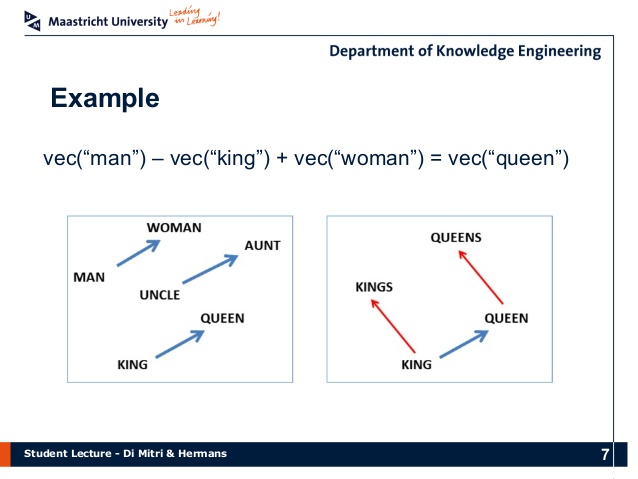 Maastricht University
Leading
in Learning!
Department of Knowledge Engineering
Example
vec(“man”) – vec(“king”) + vec(“woman”) = vec(“queen”)
WOMAN
AUNT
MAN
UNCLE
QUEEN
KING
QUEENS
KINGS
QUEEN
KING
Student Lecture - Di Mitri & Hermans
7